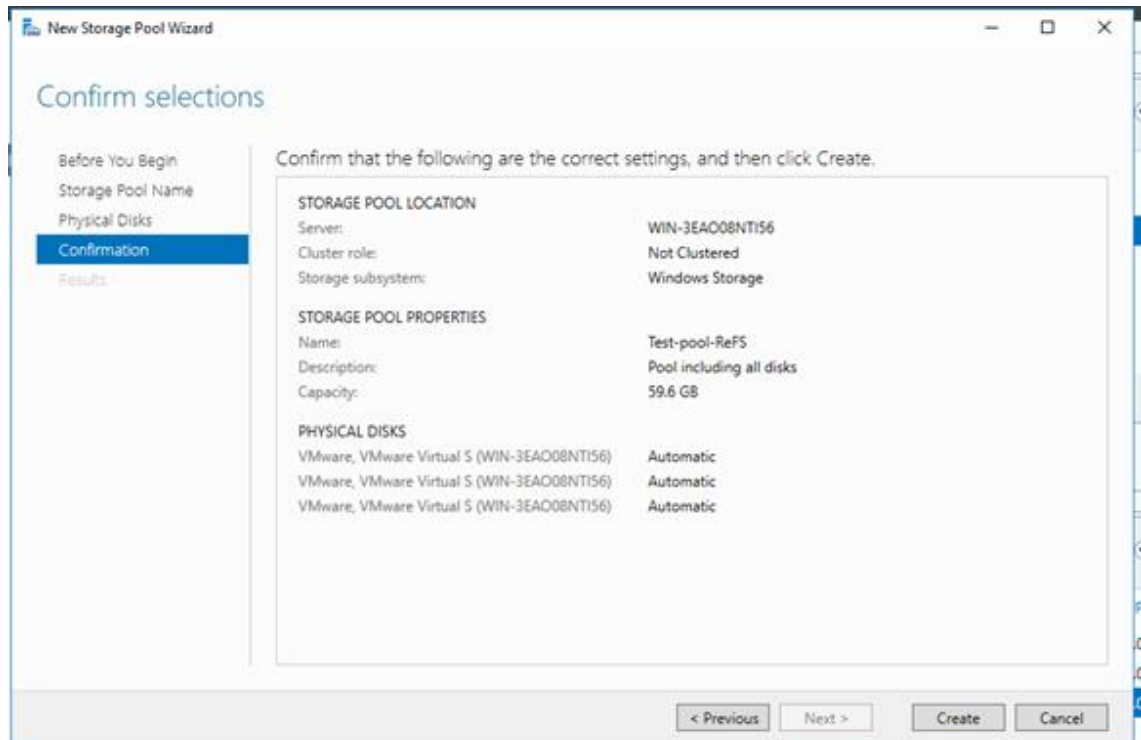 New Storage Pool Wizard
Confirm selections
Before You Begin
Storage Pool Name
Physical Disks
Confirmation
Results
Confirm that the following are the correct settings, and then click Create.
STORAGE POOL LOCATION
Server: WIN-3EAO08NTI56
Cluster role: Not Clustered
Storage subsystem: Windows Storage
STORAGE POOL PROPERTIES
Name: Test-pool-ReFS
Description: Pool including all disks
Capacity: 59.6 GB
PHYSICAL DISKS
VMware, VMware Virtual S (WIN-3EAO08NTI56) Automatic
VMware, VMware Virtual S (WIN-3EAO08NTI56) Automatic
VMware, VMware Virtual S (WIN-3EAO08NTI56) Automatic
< Previous Next > Create Cancel